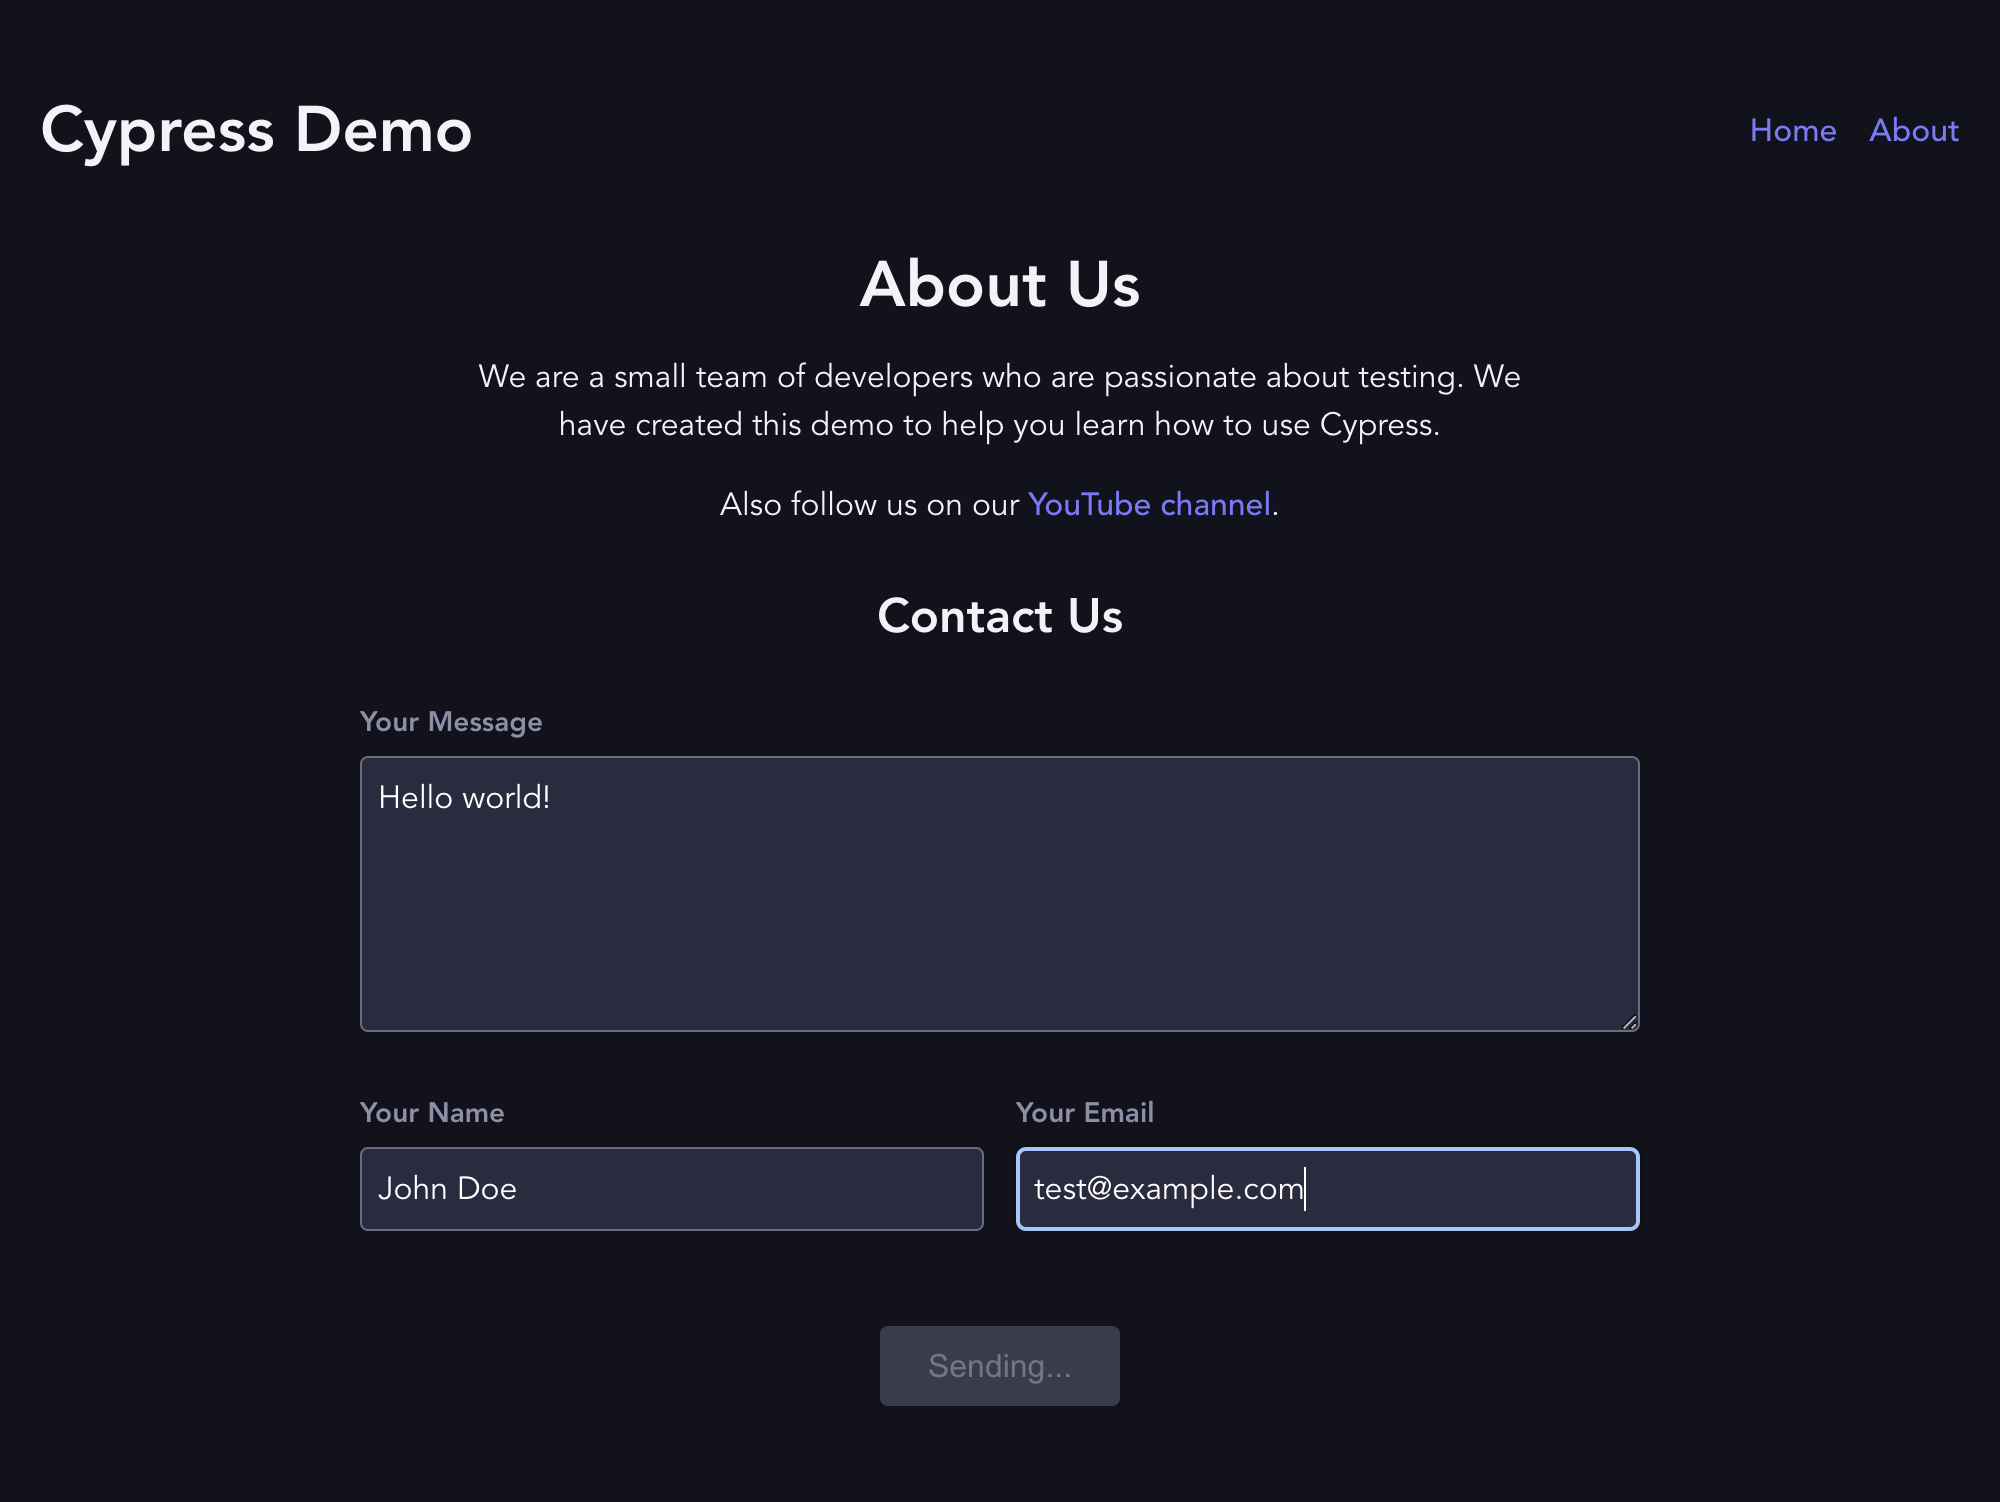 Cypress Demo
Home About
About Us
We are a small team of developers who are passionate about testing. We
have created this demo to help you learn how to use Cypress.
Also follow us on our YouTube channel.
Contact Us
Your Message
Hello world!
Your Name
Your Email
John Doe
test@example.com
Sending...